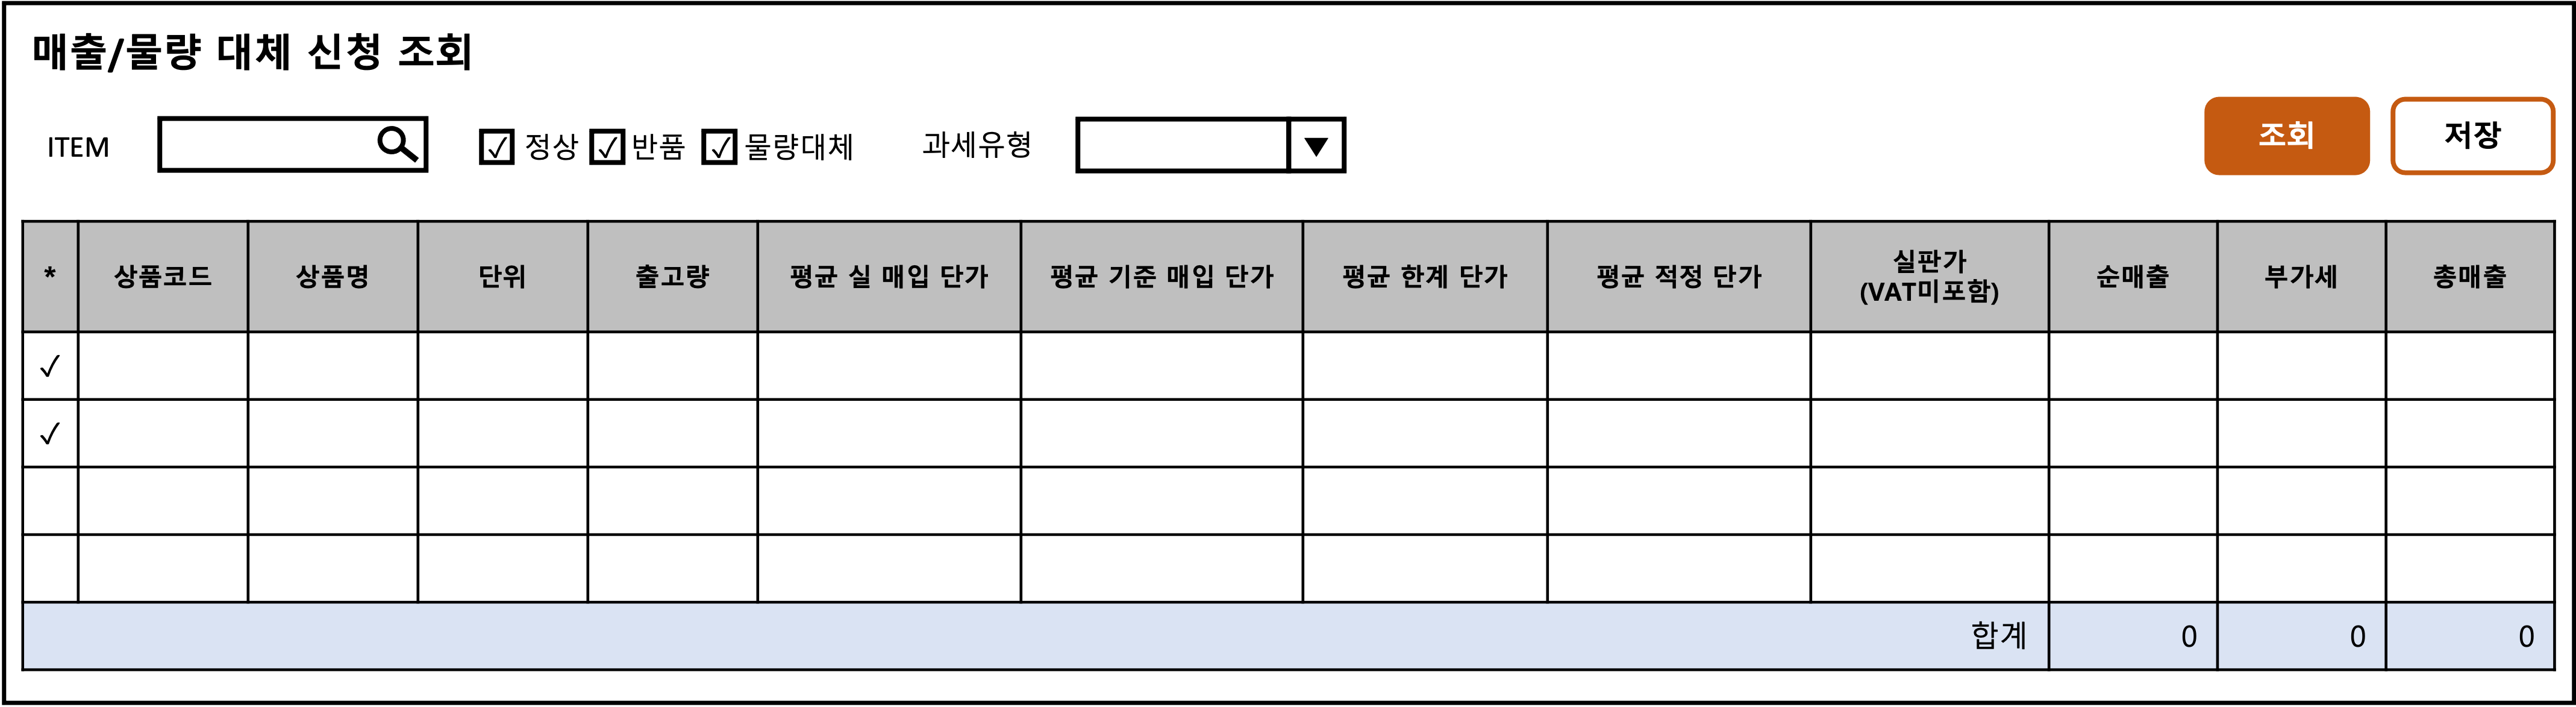 매출/물량 대체 신청 조회
ITEM ✓ 정상 ✓ 반품 ✓ 물량대체 과세유형 ▼ 조회 저장
* 상품코드 상품명 단위 출고량 평균 실 매입 단가 평균 기준 매입 단가 평균 한계 단가 평균 적정 단가 실판가 (VAT미포함) 순매출 부가세 총매출
✓
✓
합계 0 0 0